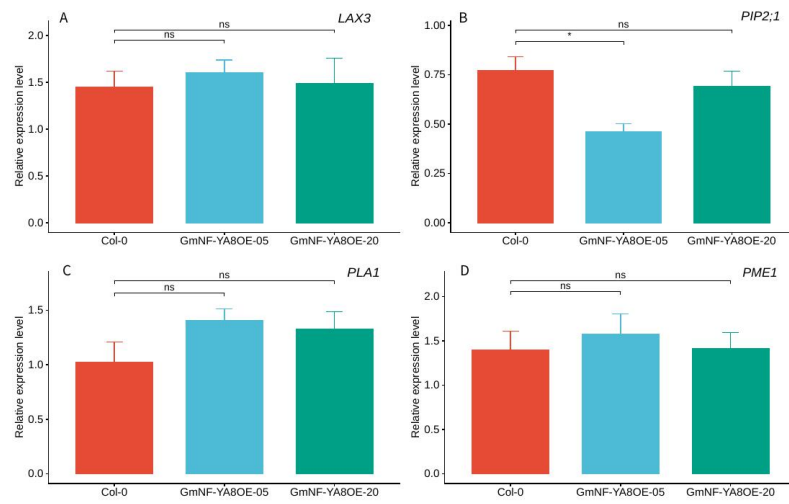 A
LAX3
ns
ns
Relative expression level
2.0
1.5
1.0
0.5
0.0
Col-0 GmNF-YA8OE-05 GmNF-YA8OE-20
B
PIP2;1
ns
*
Relative expression level
1.00
0.75
0.50
0.25
0.00
Col-0 GmNF-YA8OE-05 GmNF-YA8OE-20
C
PLA1
ns
ns
Relative expression level
1.5
1.0
0.5
0.0
Col-0 GmNF-YA8OE-05 GmNF-YA8OE-20
D
PME1
ns
ns
Relative expression level
2.0
1.5
1.0
0.5
0.0
Col-0 GmNF-YA8OE-05 GmNF-YA8OE-20